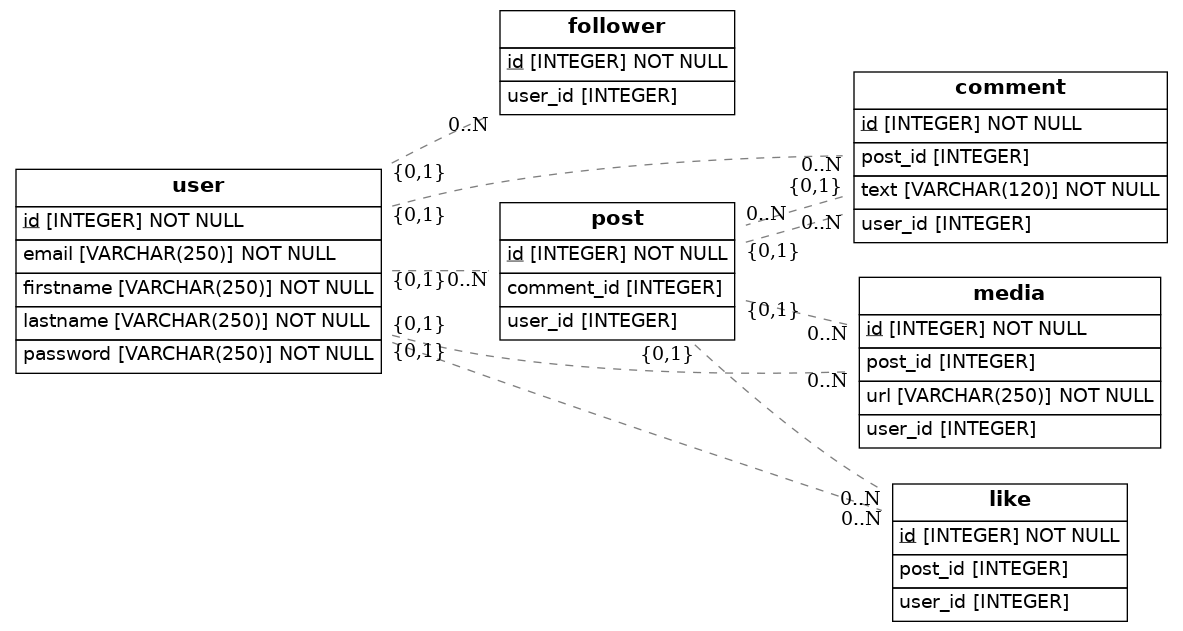 follower
id [INTEGER] NOT NULL
user_id [INTEGER]
0..N
{0,1}
user
id [INTEGER] NOT NULL
email [VARCHAR(250)] NOT NULL
firstname [VARCHAR(250)] NOT NULL
lastname [VARCHAR(250)] NOT NULL
password [VARCHAR(250)] NOT NULL
{0,1}
{0,1}
0..N
{0,1}
{0,1}
post
id [INTEGER] NOT NULL
comment_id [INTEGER]
user_id [INTEGER]
{0,1}
0..N
{0,1}
0..N
{0,1}
0..N
{0,1}
comment
id [INTEGER] NOT NULL
post_id [INTEGER]
text [VARCHAR(120)] NOT NULL
user_id [INTEGER]
0..N
0..N
media
id [INTEGER] NOT NULL
post_id [INTEGER]
url [VARCHAR(250)] NOT NULL
user_id [INTEGER]
0..N
0..N
like
id [INTEGER] NOT NULL
post_id [INTEGER]
user_id [INTEGER]